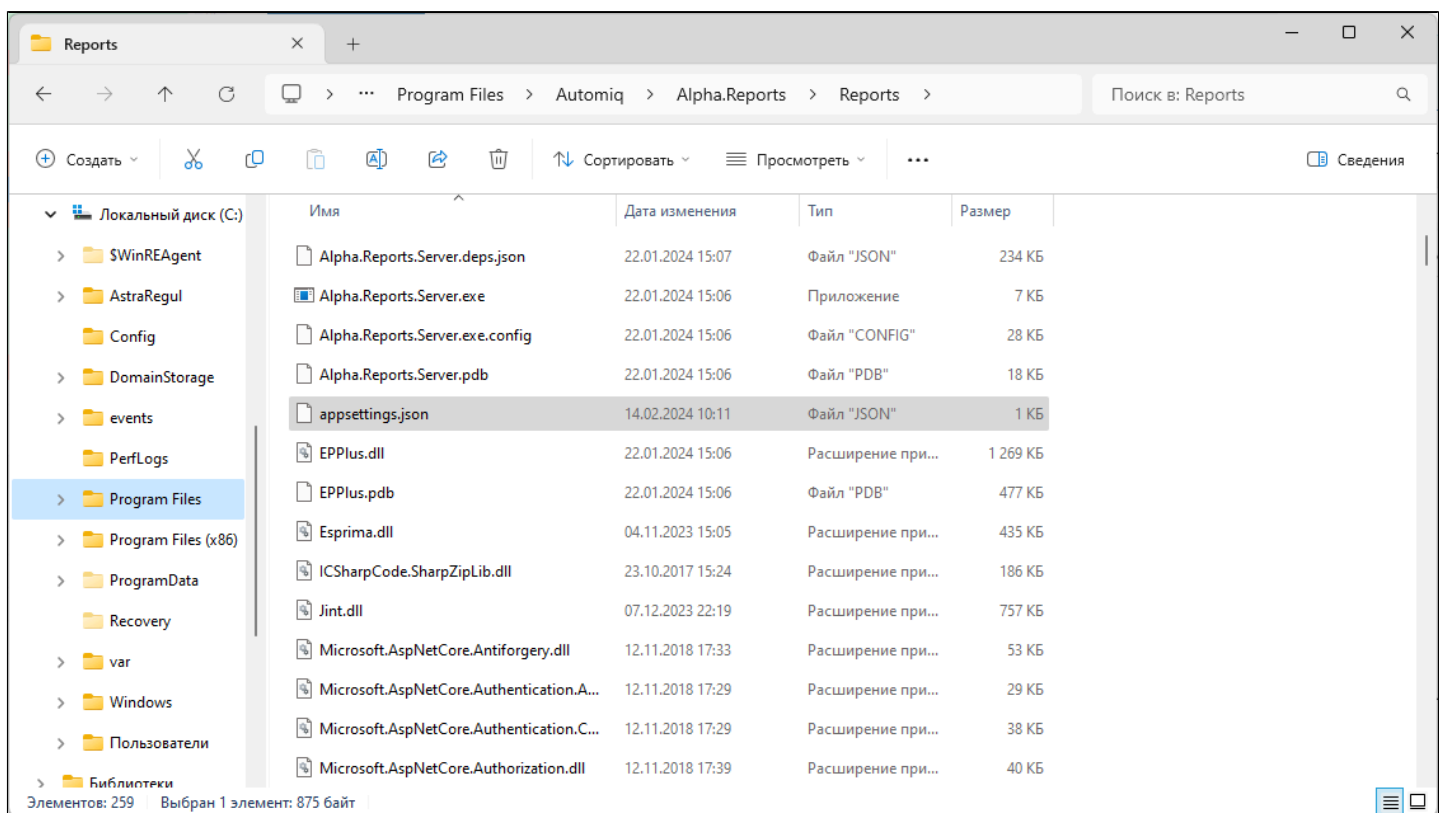 Reports
Program Files > Automiq > Alpha.Reports > Reports >
Поиск в: Reports
Создать
Сортировать
Просмотреть
Сведения
Локальный диск (C:)
$WinREAgent
AstraRegul
Config
DomainStorage
events
PerfLogs
Program Files
Program Files (x86)
ProgramData
Recovery
var
Windows
Пользователи
Библиотеки
Имя Дата изменения Тип Размер
Alpha.Reports.Server.deps.json 22.01.2024 15:07 Файл "JSON" 234 КБ
Alpha.Reports.Server.exe 22.01.2024 15:06 Приложение 7 КБ
Alpha.Reports.Server.exe.config 22.01.2024 15:06 Файл "CONFIG" 28 КБ
Alpha.Reports.Server.pdb 22.01.2024 15:06 Файл "PDB" 18 КБ
appsettings.json 14.02.2024 10:11 Файл "JSON" 1 КБ
EPPlus.dll 22.01.2024 15:06 Расширение при... 1 269 КБ
EPPlus.pdb 22.01.2024 15:06 Файл "PDB" 477 КБ
Esprima.dll 04.11.2023 15:05 Расширение при... 435 КБ
ICSharpCode.SharpZipLib.dll 23.10.2017 15:24 Расширение при... 186 КБ
Jint.dll 07.12.2023 22:19 Расширение при... 757 КБ
Microsoft.AspNetCore.Antiforgery.dll 12.11.2018 17:33 Расширение при... 53 КБ
Microsoft.AspNetCore.Authentication.A... 12.11.2018 17:29 Расширение при... 29 КБ
Microsoft.AspNetCore.Authentication.C... 12.11.2018 17:29 Расширение при... 38 КБ
Microsoft.AspNetCore.Authorization.dll 12.11.2018 17:39 Расширение при... 40 КБ
Элементов: 259 Выбран 1 элемент: 875 байт